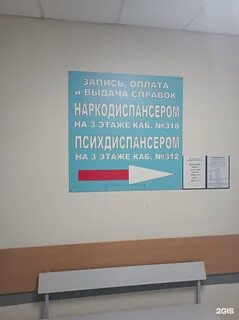 ЗАПИСЬ, ОПЛАТА
И ВЫДАЧА СПРАВОК
НАРКОДИСПАНСЕРОМ
НА 3 ЭТАЖЕ КАБ. №318
ПСИХДИСПАНСЕРОМ
НА 3 ЭТАЖЕ КАБ. №312
2GIS